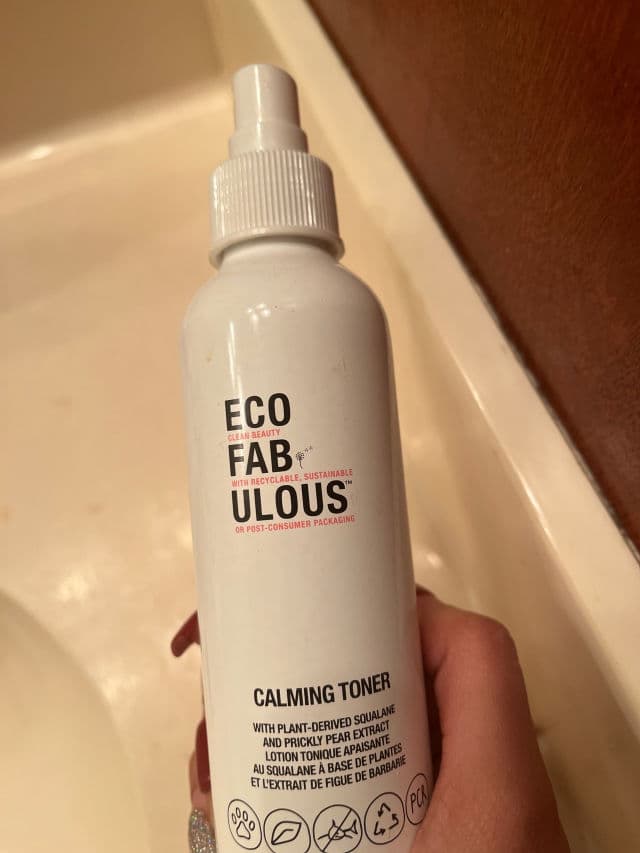 ECO
CLEAN BEAUTY
FAB
WITH RECYCLABLE, SUSTAINABLE
ULOUS™
OR POST-CONSUMER PACKAGING
CALMING TONER
WITH PLANT-DERIVED SQUALANE
AND PRICKLY PEAR EXTRACT
LOTION TONIQUE APAISANTE
AU SQUALANE À BASE DE PLANTES
ET L'EXTRAIT DE FIGUE DE BARBARIE
PCR